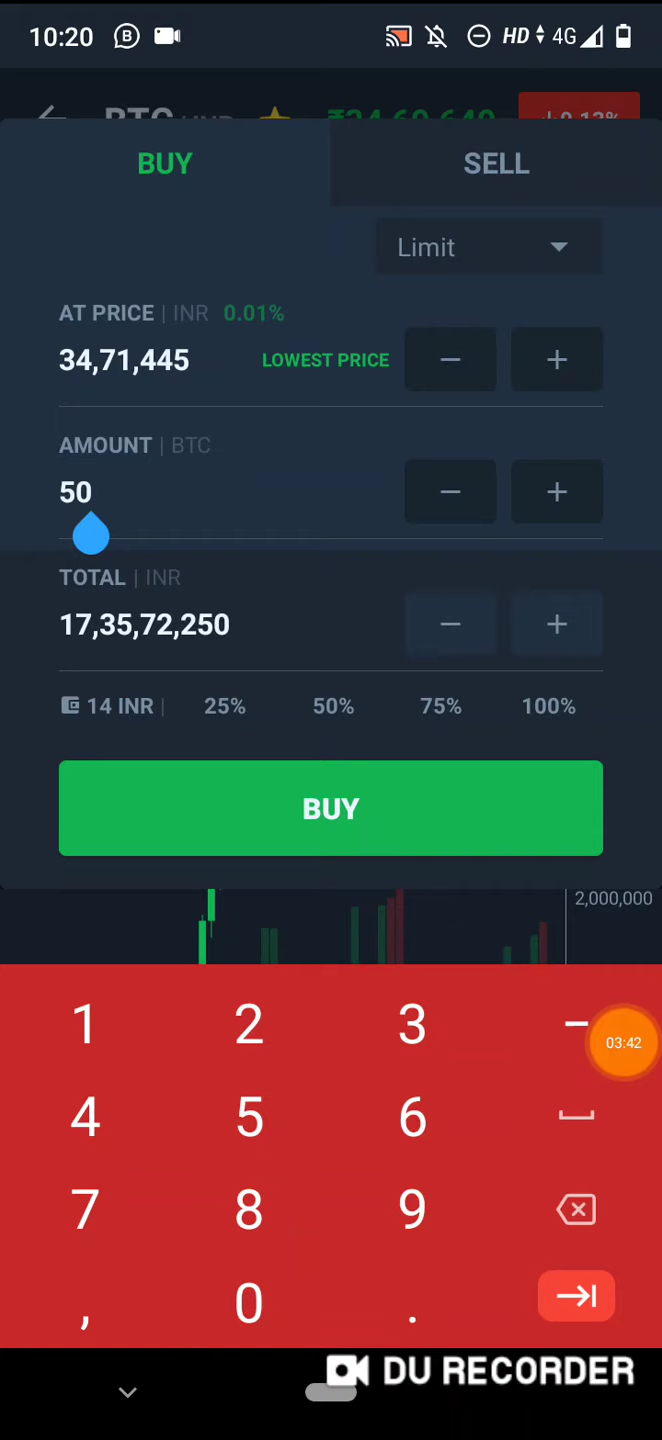 10:20 B HD 4G
BTC
BUY SELL
Limit
AT PRICE | INR 0.01%
34,71,445 LOWEST PRICE − +
AMOUNT | BTC
50 − +
TOTAL | INR
17,35,72,250 − +
14 INR | 25% 50% 75% 100%
BUY
2,000,000
1 2 3 –
03:42
4 5 6
7 8 9
, 0 .
DU RECORDER